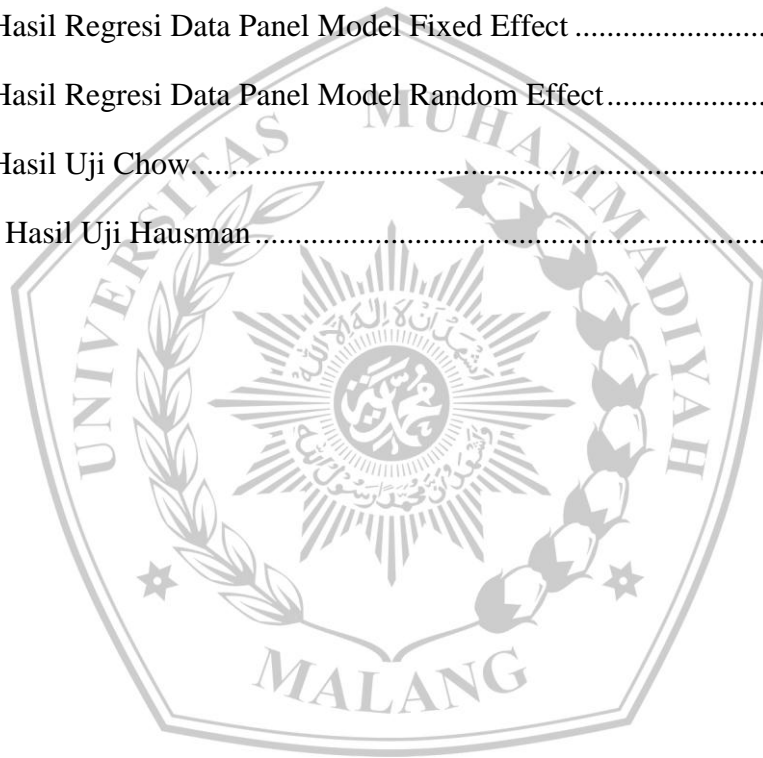 Hasil Regresi Data Panel Model Fixed Effect ........................
Hasil Regresi Data Panel Model Random Effect....................
Hasil Uji Chow.......................................................................
Hasil Uji Hausman................................................................
UNIVERSITAS MUHAMMADIYAH
MALANG